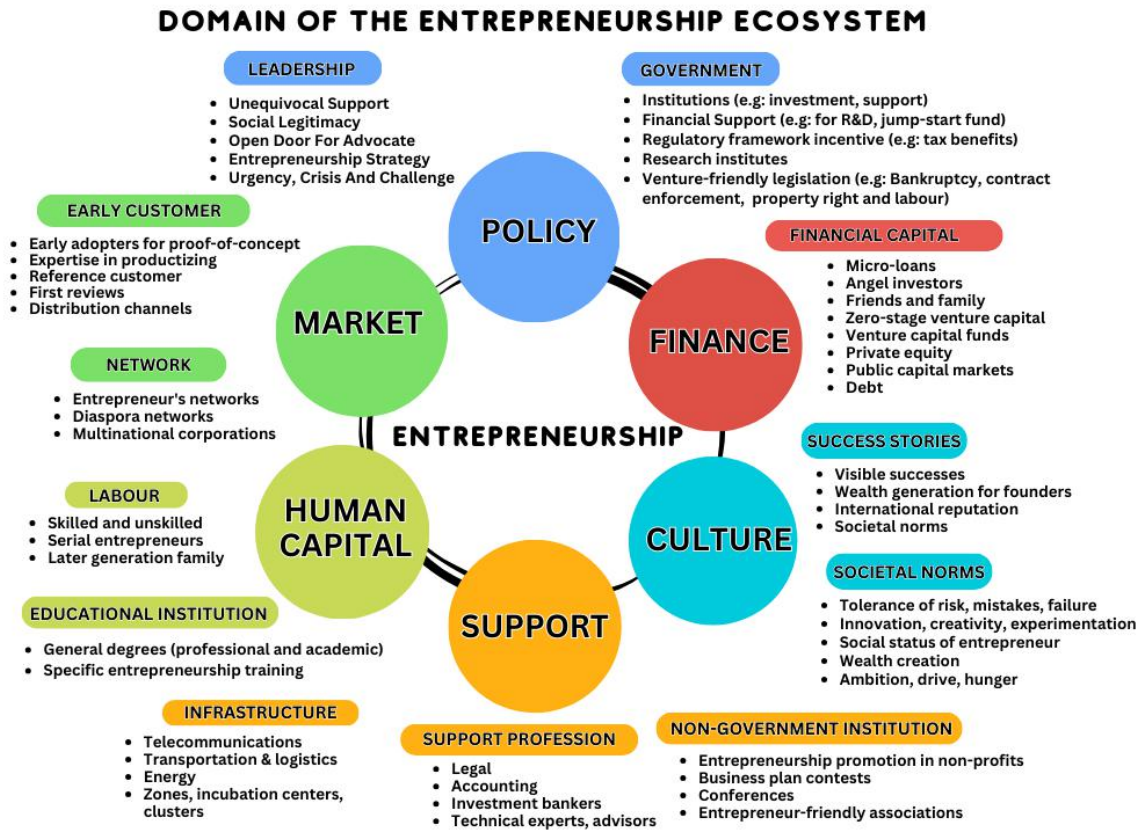 DOMAIN OF THE ENTREPRENEURSHIP ECOSYSTEM
LEADERSHIP
• Unequivocal Support
• Social Legitimacy
• Open Door For Advocate
• Entrepreneurship Strategy
• Urgency, Crisis And Challenge
GOVERNMENT
• Institutions (e.g: investment, support)
• Financial Support (e.g: for R&D, jump-start fund)
• Regulatory framework incentive (e.g: tax benefits)
• Research institutes
• Venture-friendly legislation (e.g: Bankruptcy, contract
enforcement, property right and labour)
POLICY
EARLY CUSTOMER
• Early adopters for proof-of-concept
• Expertise in productizing
• Reference customer
• First reviews
• Distribution channels
MARKET
FINANCIAL CAPITAL
• Micro-loans
• Angel investors
• Friends and family
• Zero-stage venture capital
• Venture capital funds
• Private equity
• Public capital markets
• Debt
FINANCE
NETWORK
• Entrepreneur's networks
• Diaspora networks
• Multinational corporations
ENTREPRENEURSHIP
SUCCESS STORIES
• Visible successes
• Wealth generation for founders
• International reputation
• Societal norms
LABOUR
• Skilled and unskilled
• Serial entrepreneurs
• Later generation family
HUMAN
CAPITAL
CULTURE
SOCIETAL NORMS
• Tolerance of risk, mistakes, failure
• Innovation, creativity, experimentation
• Social status of entrepreneur
• Wealth creation
• Ambition, drive, hunger
EDUCATIONAL INSTITUTION
• General degrees (professional and academic)
• Specific entrepreneurship training
SUPPORT
INFRASTRUCTURE
• Telecommunications
• Transportation & logistics
• Energy
• Zones, incubation centers,
clusters
SUPPORT PROFESSION
• Legal
• Accounting
• Investment bankers
• Technical experts, advisors
NON-GOVERNMENT INSTITUTION
• Entrepreneurship promotion in non-profits
• Business plan contests
• Conferences
• Entrepreneur-friendly associations